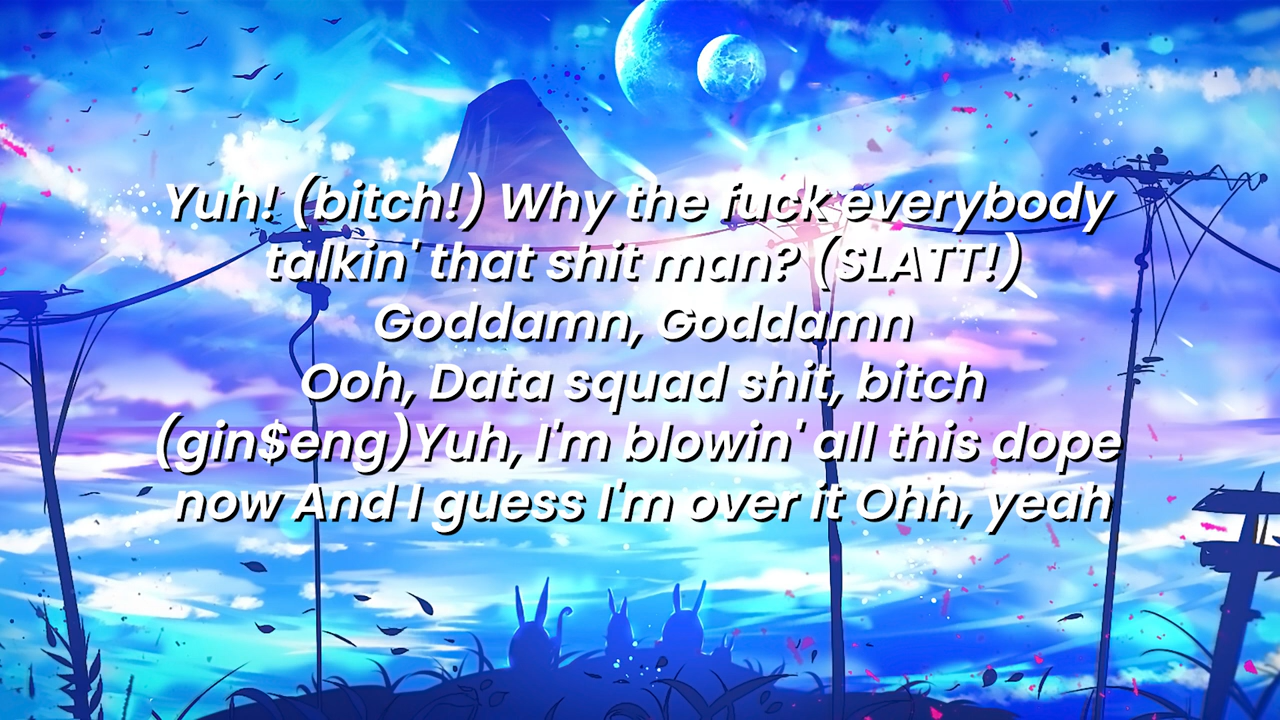 Yuh! (bitch!) Why the fuck everybody
talkin' that shit man? (SLATT!)
Goddamn, Goddamn
Ooh, Data squad shit, bitch
(gin$eng)Yuh, I'm blowin' all this dope
now And I guess I'm over it Ohh, yeah